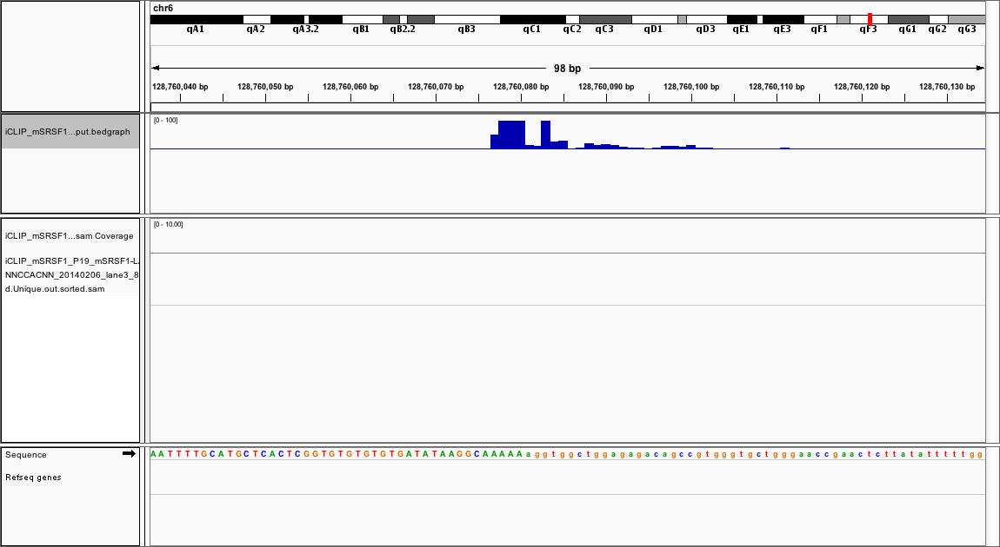 chr6
qA1 qA2 qA3.2 qB1 qB2.2 qB3 qC1 qC2 qC3 qD1 qD3 qE1 qE3 qF1 qF3 qG1 qG2 qG3
98 bp
128,760,040 bp 128,760,050 bp 128,760,060 bp 128,760,070 bp 128,760,080 bp 128,760,090 bp 128,760,100 bp 128,760,110 bp 128,760,120 bp 128,760,130 bp
[0 - 100]
iCLIP_mSRSF1...put.bedgraph
[0 - 10.00]
iCLIP_mSRSF1...sam Coverage
iCLIP_mSRSF1_P19_mSRSF1-L
NNCCACNN_20140206_lane3_8
d.Unique.out.sorted.sam
Sequence A A T T T T G C A T G C T C A C T C G G T G T G T G T G T G A T A T A A G G C A A A A A a g g t g g c t g g a g a g a c a g c c g t g g g t g c t g g g a a c c g a a c t c t t a t a t t t t t g g
Refseq genes